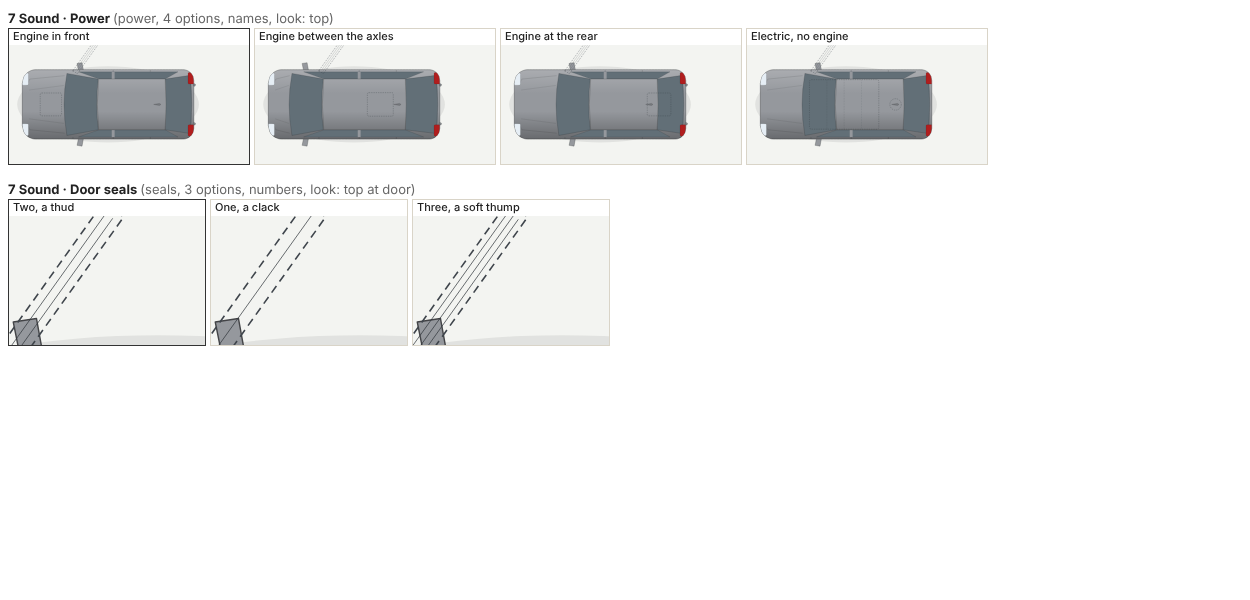 7 Sound · Power (power, 4 options, names, look: top)
Engine in front
Engine between the axles
Engine at the rear
Electric, no engine
7 Sound · Door seals (seals, 3 options, numbers, look: top at door)
Two, a thud
One, a clack
Three, a soft thump